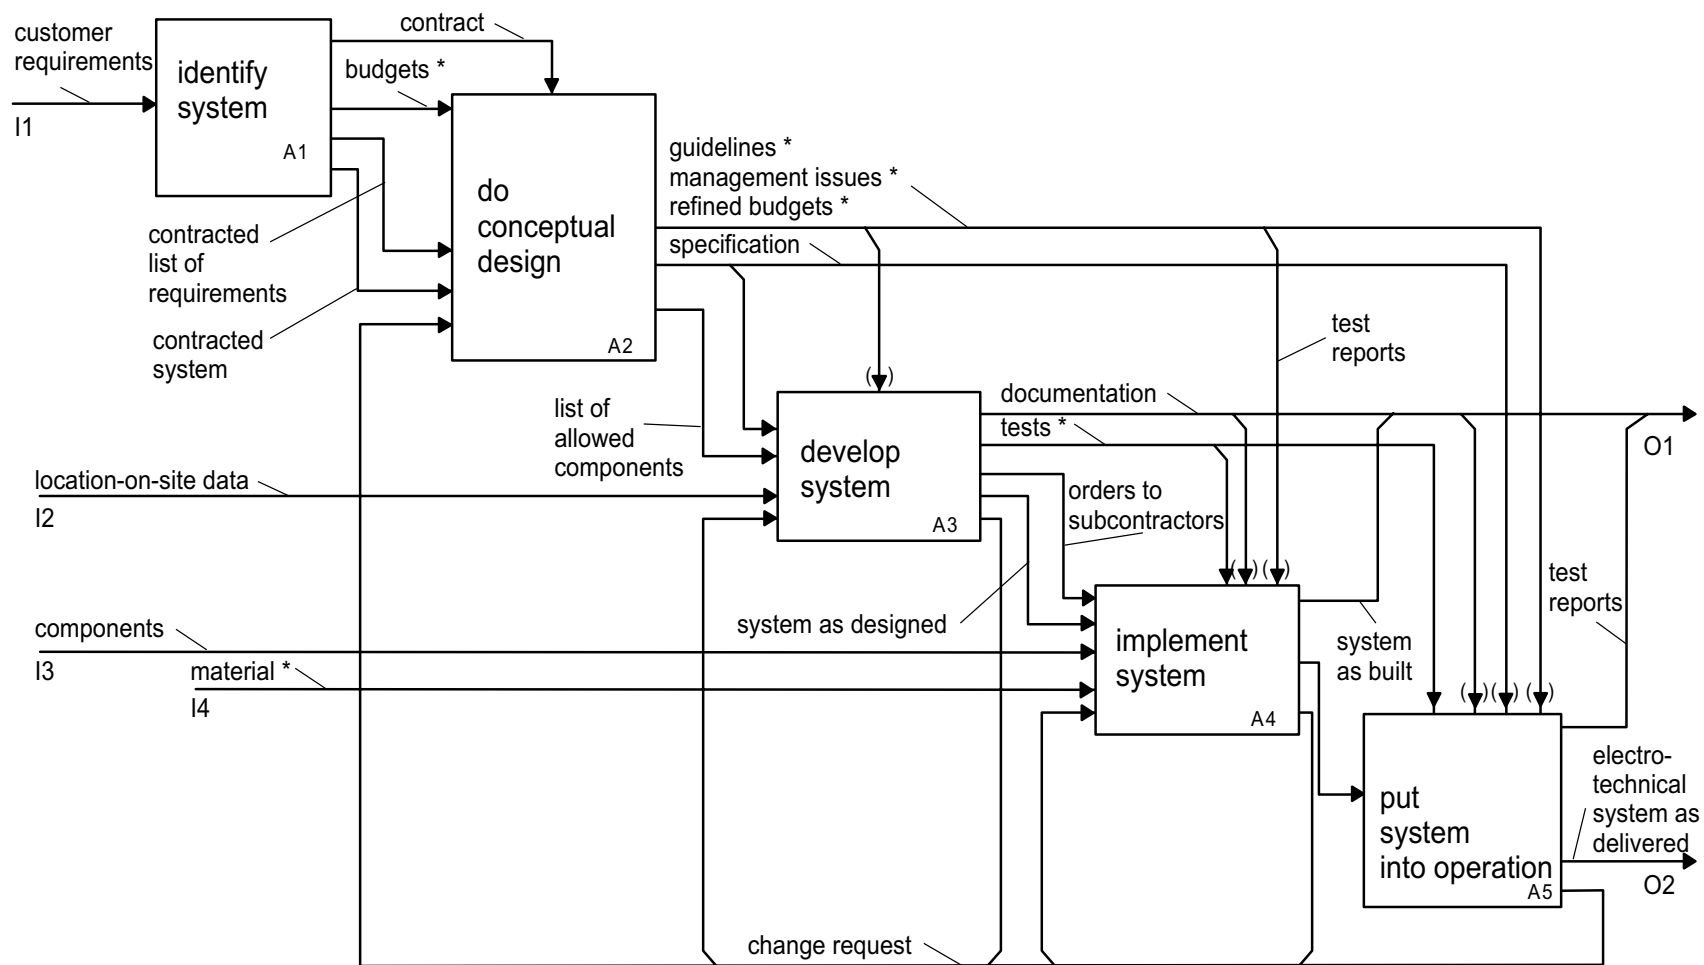 customer
requirements
I1
identify
system
A1
contract
budgets *
contracted
list of
requirements
contracted
system
do
conceptual
design
A2
guidelines *
management issues *
refined budgets *
specification
list of
allowed
components
location-on-site data
I2
( )
develop
system
A3
documentation
tests *
test
reports
O1
orders to
subcontractors
system as designed
components
I3
material *
I4
( ) ( )
implement
system
A4
system
as built
test
reports
( ) ( ) ( )
put
system
into operation
A5
electro-
technical
system as
delivered
O2
change request